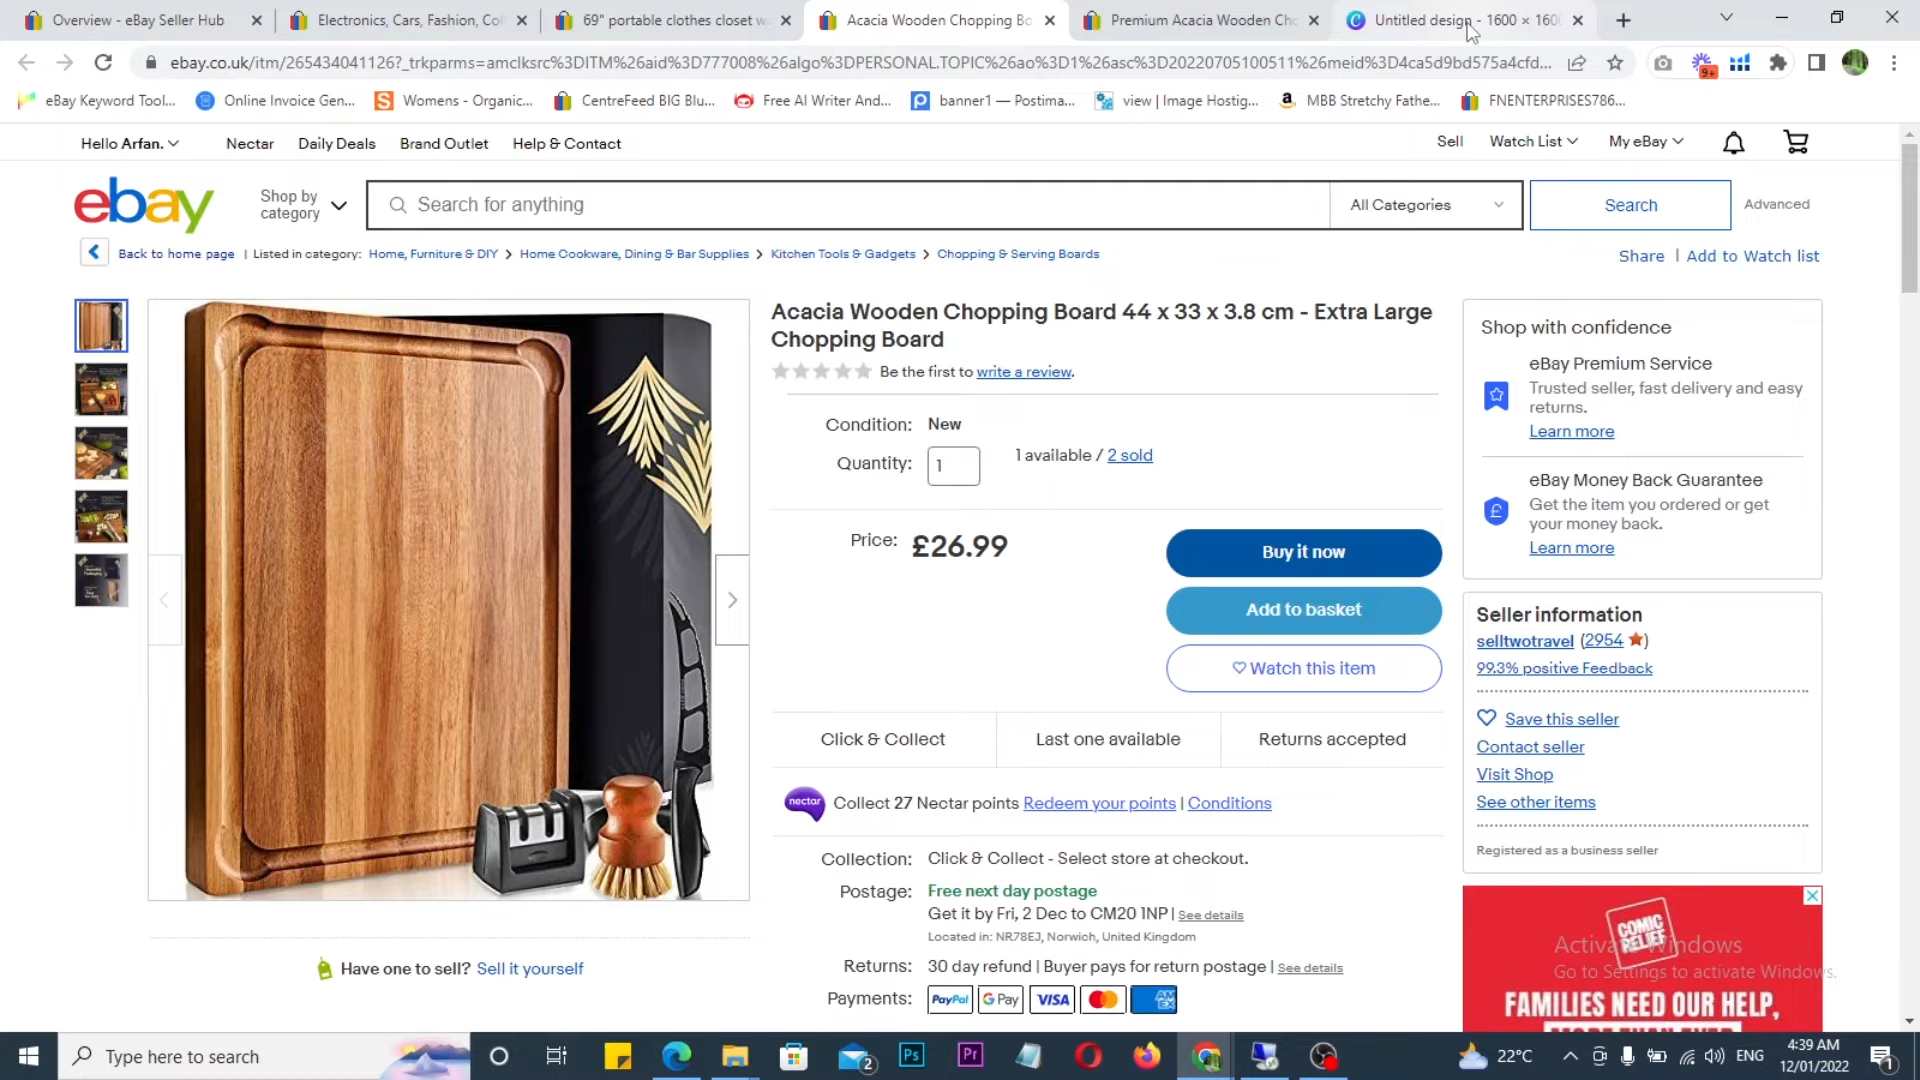 Overview - eBay Seller Hub
Electronics, Cars, Fashion, Col
69" portable clothes closet w
Acacia Wooden Chopping Bo
Premium Acacia Wooden Cho
Untitled design - 1600 × 160
ebay.co.uk/itm/265434041126?_trkparms=amclksrc%3DITM%26aid%3D777008%26algo%3DPERSONAL.TOPIC%26ao%3D1%26asc%3D20220705100511%26meid%3D4ca5d9bd575a4cfd...
9+
eBay Keyword Tool...
Online Invoice Gen...
Womens - Organic...
CentreFeed BIG Blu...
Free AI Writer And...
banner1 — Postima...
view | Image Hostig...
MBB Stretchy Fathe...
FNENTERPRISES786...
Hello Arfan.
Nectar
Daily Deals
Brand Outlet
Help & Contact
Sell
Watch List
My eBay
ebay
Shop by
category
Search for anything
All Categories
Search
Advanced
Back to home page | Listed in category: Home, Furniture & DIY > Home Cookware, Dining & Bar Supplies > Kitchen Tools & Gadgets > Chopping & Serving Boards
Share | Add to Watch list
Acacia Wooden Chopping Board 44 x 33 x 3.8 cm - Extra Large
Chopping Board
Be the first to write a review.
Condition: New
Quantity: 1
1 available / 2 sold
Price: £26.99
Buy it now
Add to basket
Watch this item
Click & Collect
Last one available
Returns accepted
nectar
Collect 27 Nectar points Redeem your points | Conditions
Collection: Click & Collect - Select store at checkout.
Postage: Free next day postage
Get it by Fri, 2 Dec to CM20 1NP | See details
Located in: NR78EJ, Norwich, United Kingdom
Returns: 30 day refund | Buyer pays for return postage | See details
Payments: PayPal G Pay VISA
Have one to sell? Sell it yourself
Shop with confidence
eBay Premium Service
Trusted seller, fast delivery and easy
returns.
Learn more
eBay Money Back Guarantee
Get the item you ordered or get
your money back.
Learn more
Seller information
selltwotravel (2954)
99.3% positive Feedback
Save this seller
Contact seller
Visit Shop
See other items
Registered as a business seller
COMIC
RELIEF
Activate Windows
Go to Settings to activate Windows.
FAMILIES NEED OUR HELP,
Type here to search
2
Ps
Pr
22°C
ENG
4:39 AM
12/01/2022
1